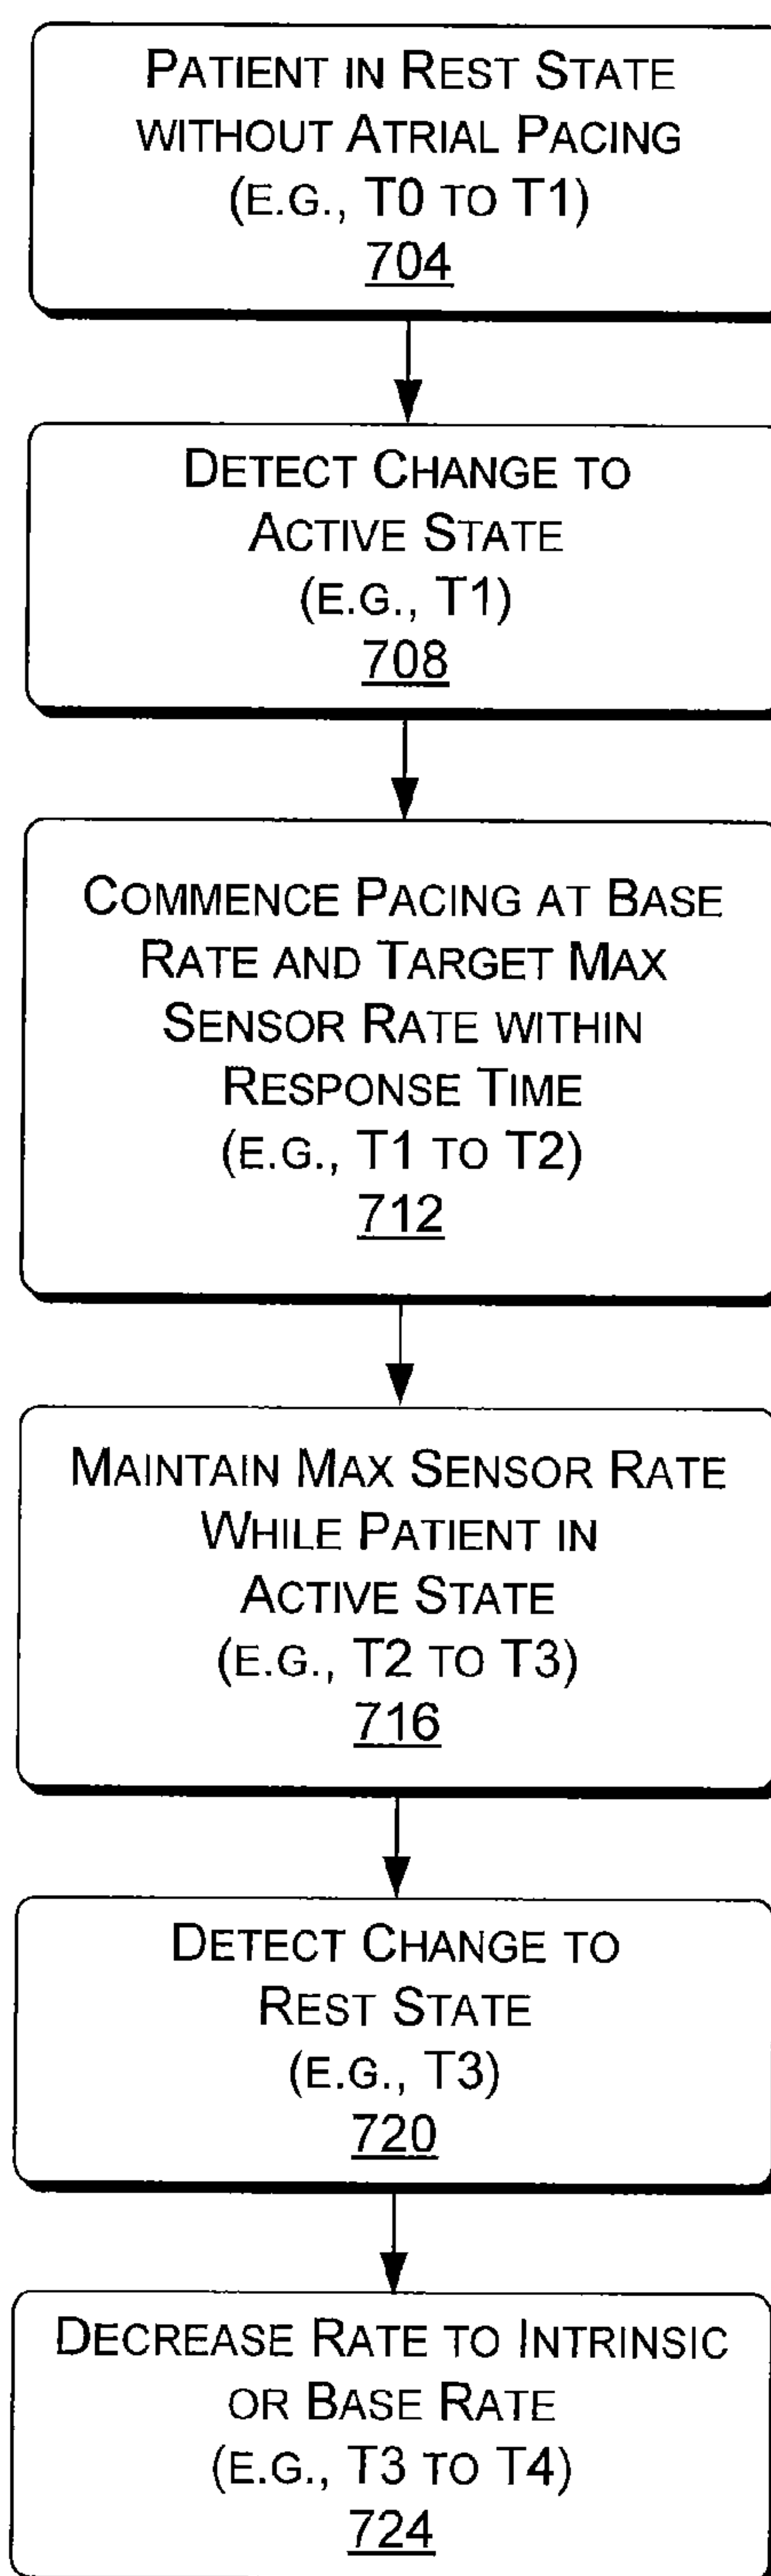 PATIENT IN REST STATE
WITHOUT ATRIAL PACING
(E.G., T0 TO T1)
704
DETECT CHANGE TO
ACTIVE STATE
(E.G., T1)
708
COMMENCE PACING AT BASE
RATE AND TARGET MAX
SENSOR RATE WITHIN
RESPONSE TIME
(E.G., T1 TO T2)
712
MAINTAIN MAX SENSOR RATE
WHILE PATIENT IN
ACTIVE STATE
(E.G., T2 TO T3)
716
DETECT CHANGE TO
REST STATE
(E.G., T3)
720
DECREASE RATE TO INTRINSIC
OR BASE RATE
(E.G., T3 TO T4)
724